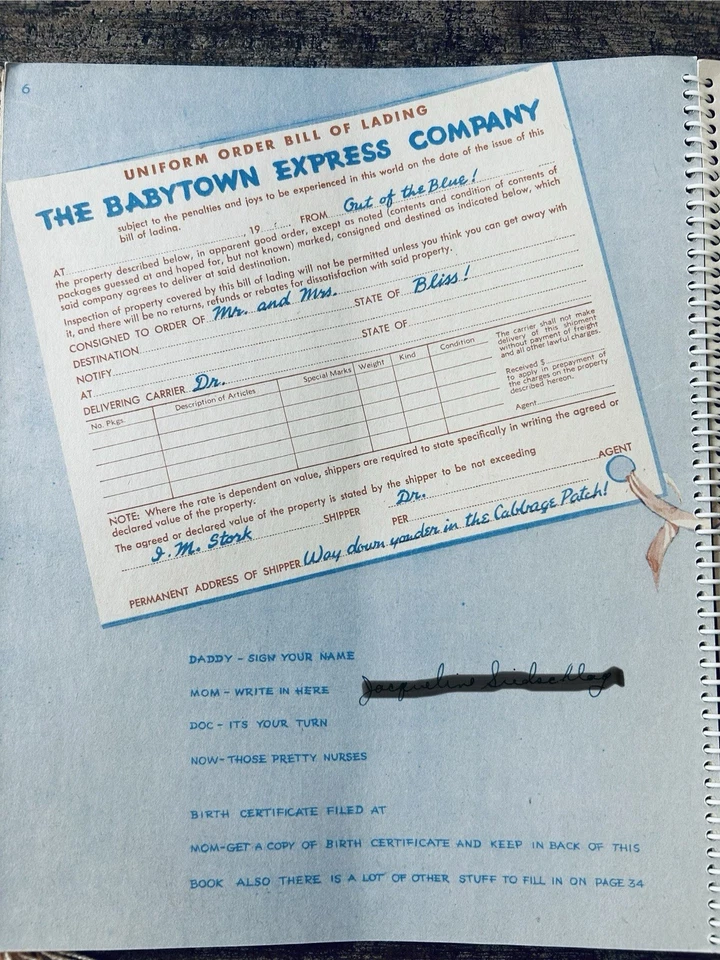 6
UNIFORM ORDER BILL OF LADING
THE BABYTOWN EXPRESS COMPANY
subject to the penalties and joys to be experienced in this world on the date of the issue of this
bill of lading.
AT 19 FROM Out of the Blue!
the property described below, in apparent good order, except as noted (contents and condition of contents of
packages guessed at and hoped for, but not known) marked, consigned and destined as indicated below, which
said company agrees to deliver at said destination.
Inspection of property covered by this bill of lading will not be permitted unless you think you can get away with
it, and there will be no returns, refunds or rebates for dissatisfaction with said property.
CONSIGNED TO ORDER OF Mr. and Mrs.
DESTINATION STATE OF Bliss!
NOTIFY
AT STATE OF
DELIVERING CARRIER Dr.
No. Pkgs. Description of Articles Special Marks Weight Kind Condition
The carrier shall not make
delivery of this shipment
without payment of freight
and all other lawful charges.
Received $
to apply in prepayment of
the charges on the property
described hereon.
Agent
NOTE: Where the rate is dependent on value, shippers are required to state specifically in writing the agreed or
declared value of the property:
The agreed or declared value of the property is stated by the shipper to be not exceeding
I. M. Stork SHIPPER Dr. AGENT
PER
PERMANENT ADDRESS OF SHIPPER Way down yonder in the Cabbage Patch!
DADDY - SIGN YOUR NAME
MOM - WRITE IN HERE
DOC - ITS YOUR TURN
NOW - THOSE PRETTY NURSES
BIRTH CERTIFICATE FILED AT
MOM-GET A COPY OF BIRTH CERTIFICATE AND KEEP IN BACK OF THIS
BOOK ALSO THERE IS A LOT OF OTHER STUFF TO FILL IN ON PAGE 34